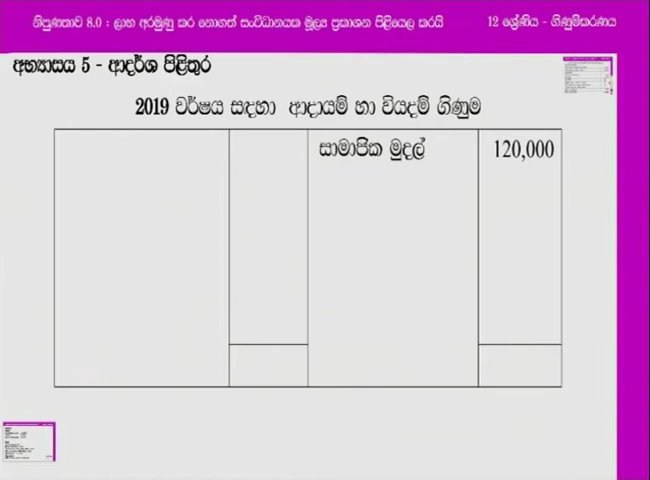 නිපුණතාව 8.0 : ලාභ අරමුණු කර නොගත් සංවිධානයක මූල්‍ය ප්‍රකාශන පිළියෙල කරයි
12 ශ්‍රේණිය - ගිණුම්කරණය
අභ්‍යාසය 5 - ආදර්ශ පිළිතුර
2019 වර්ෂය සඳහා ආදායම් හා වියදම් ගිණුම
සාමාජික මුදල් 120,000